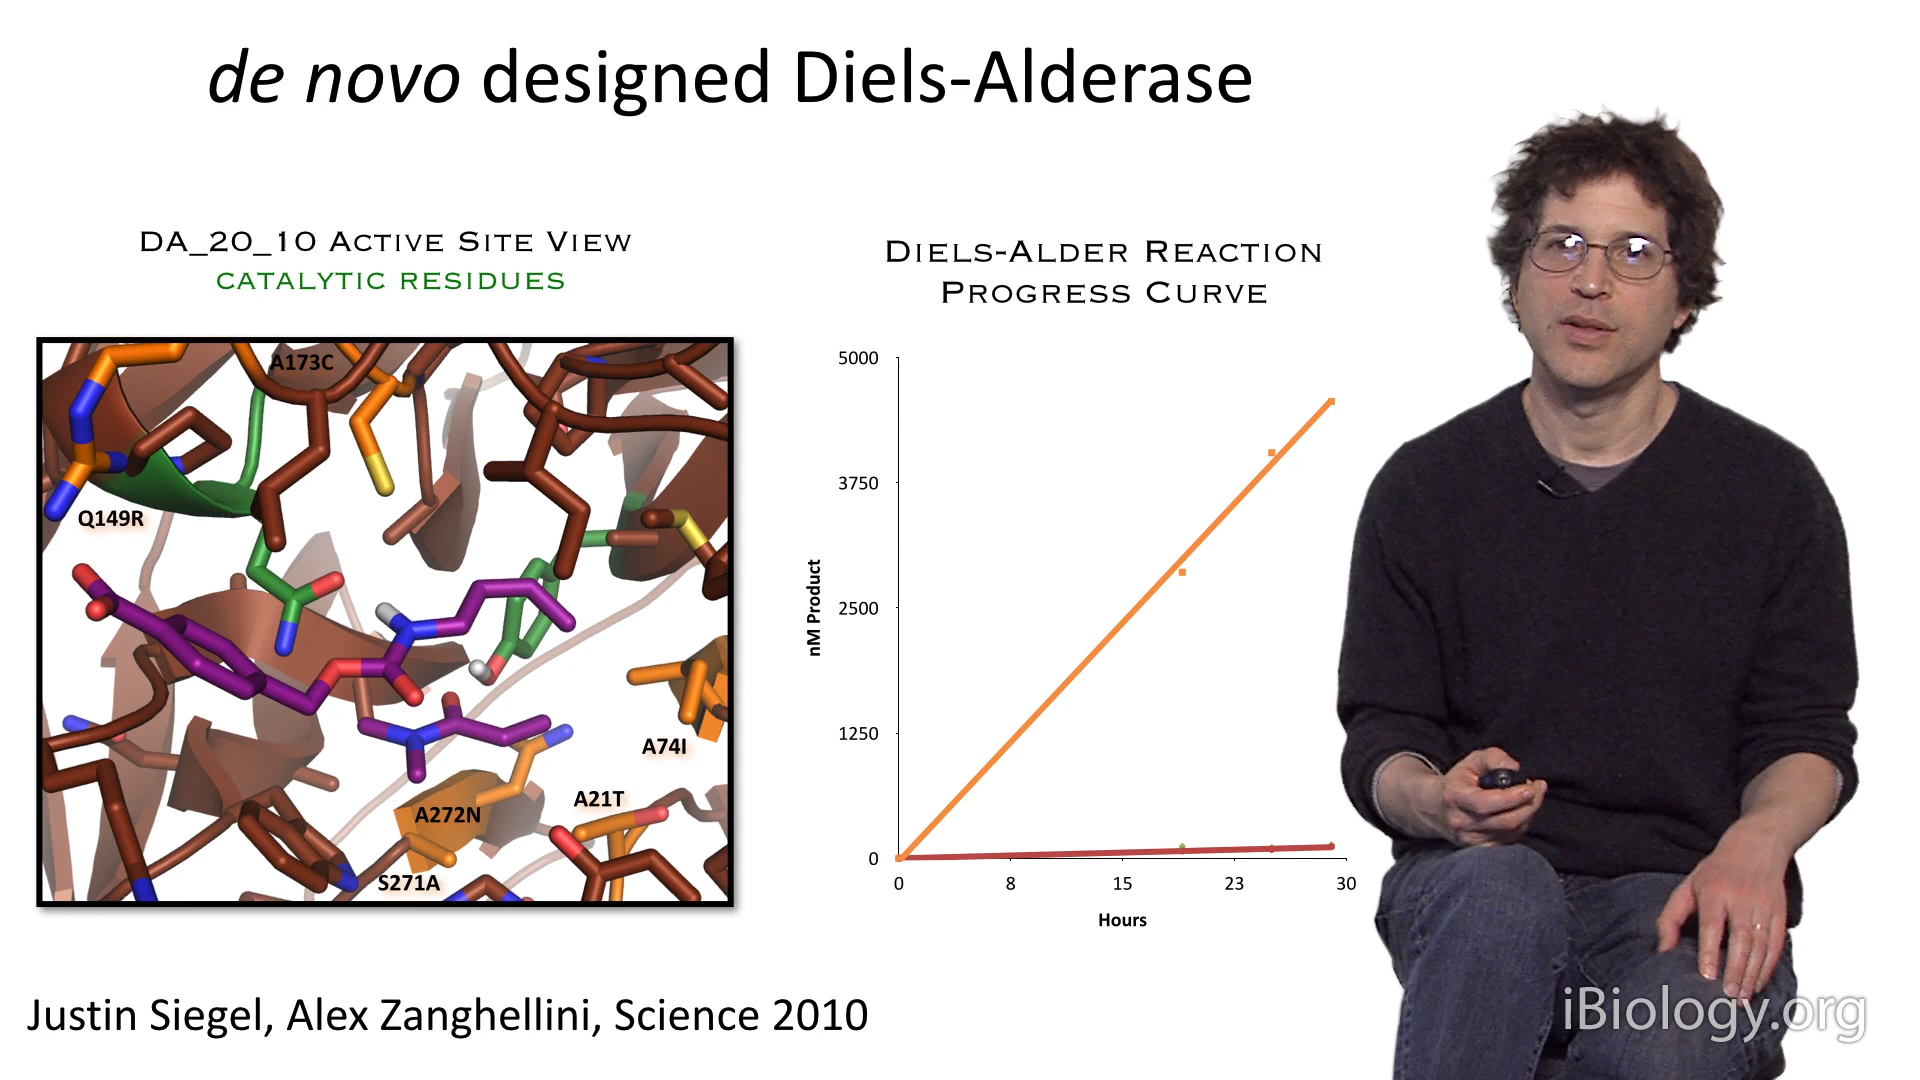 de novo designed Diels-Alderase
DA_20_10 Active Site View
catalytic residues
Diels-Alder Reaction
Progress Curve
A173C
Q149R
A74I
A21T
A272N
S271A
5000
3750
2500
1250
0
nM Product
0 8 15 23 30
Hours
Justin Siegel, Alex Zanghellini, Science 2010
iBiology.org